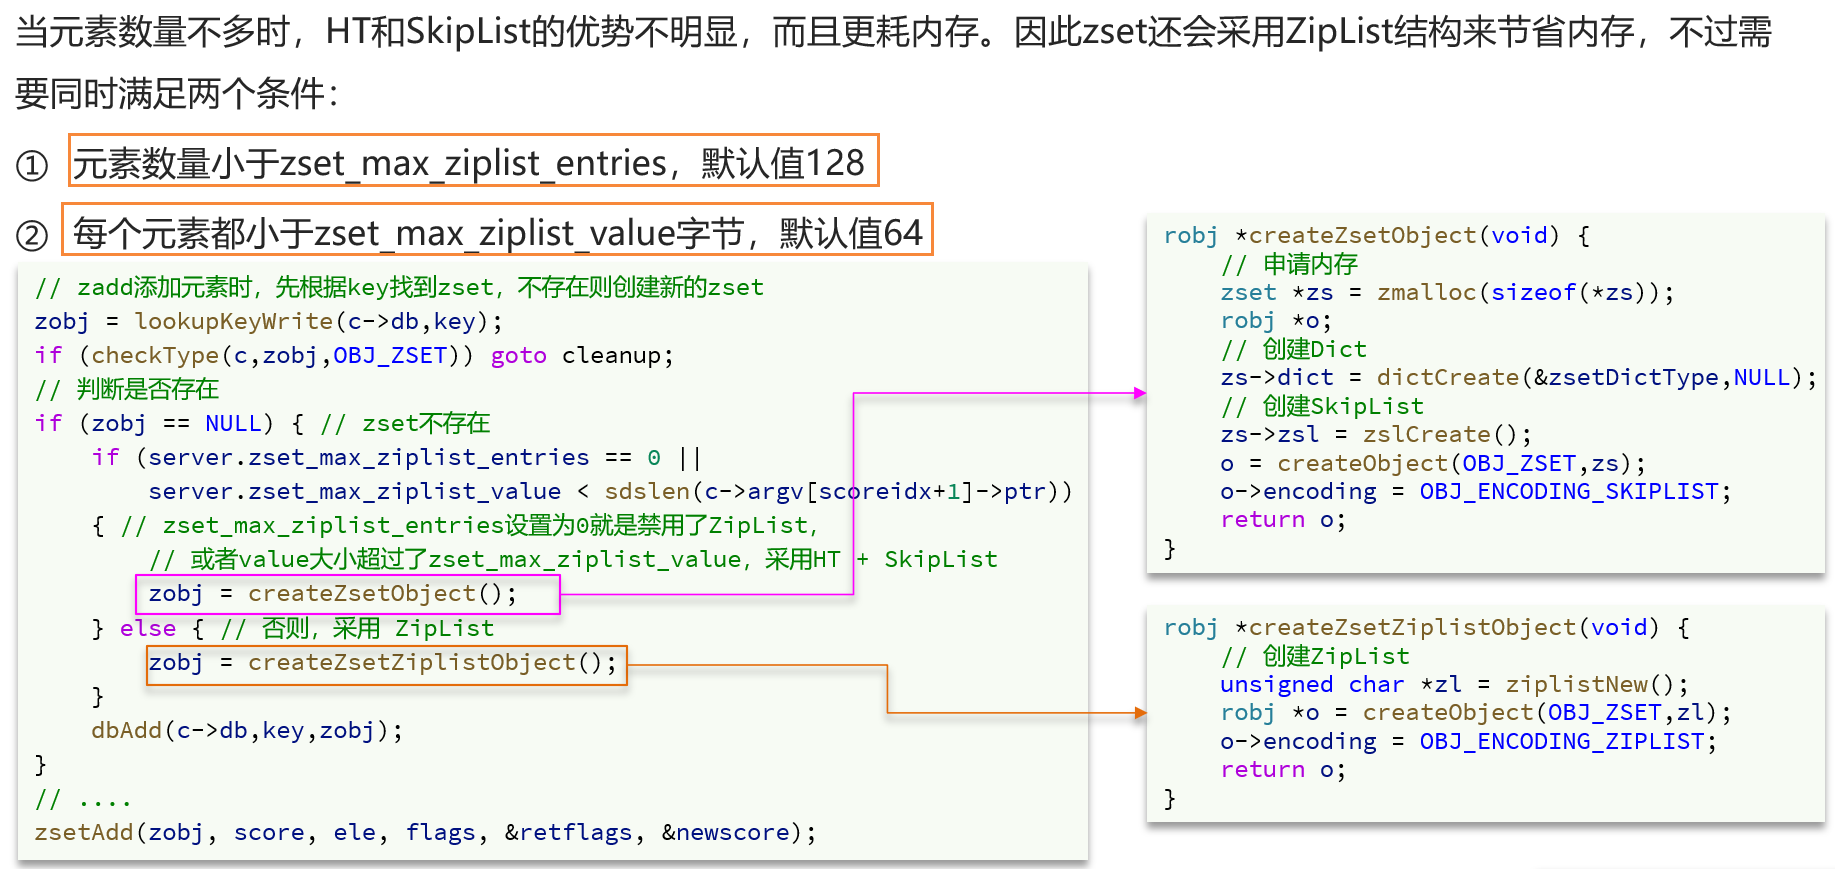 当元素数量不多时，HT和SkipList的优势不明显，而且更耗内存。因此zset还会采用ZipList结构来节省内存，不过需
要同时满足两个条件：
① 元素数量小于zset_max_ziplist_entries，默认值128
② 每个元素都小于zset_max_ziplist_value字节，默认值64
// zadd添加元素时，先根据key找到zset，不存在则创建新的zset
zobj = lookupKeyWrite(c->db,key);
if (checkType(c,zobj,OBJ_ZSET)) goto cleanup;
// 判断是否存在
if (zobj == NULL) { // zset不存在
    if (server.zset_max_ziplist_entries == 0 ||
        server.zset_max_ziplist_value < sdslen(c->argv[scoreidx+1]->ptr))
    { // zset_max_ziplist_entries设置为0就是禁用了ZipList，
        // 或者value大小超过了zset_max_ziplist_value，采用HT + SkipList
        zobj = createZsetObject();
    } else { // 否则，采用 ZipList
        zobj = createZsetZiplistObject();
    }
    dbAdd(c->db,key,zobj);
}
// ....
zsetAdd(zobj, score, ele, flags, &retflags, &newscore);
robj *createZsetObject(void) {
    // 申请内存
    zset *zs = zmalloc(sizeof(*zs));
    robj *o;
    // 创建Dict
    zs->dict = dictCreate(&zsetDictType,NULL);
    // 创建SkipList
    zs->zsl = zslCreate();
    o = createObject(OBJ_ZSET,zs);
    o->encoding = OBJ_ENCODING_SKIPLIST;
    return o;
}
robj *createZsetZiplistObject(void) {
    // 创建ZipList
    unsigned char *zl = ziplistNew();
    robj *o = createObject(OBJ_ZSET,zl);
    o->encoding = OBJ_ENCODING_ZIPLIST;
    return o;
}